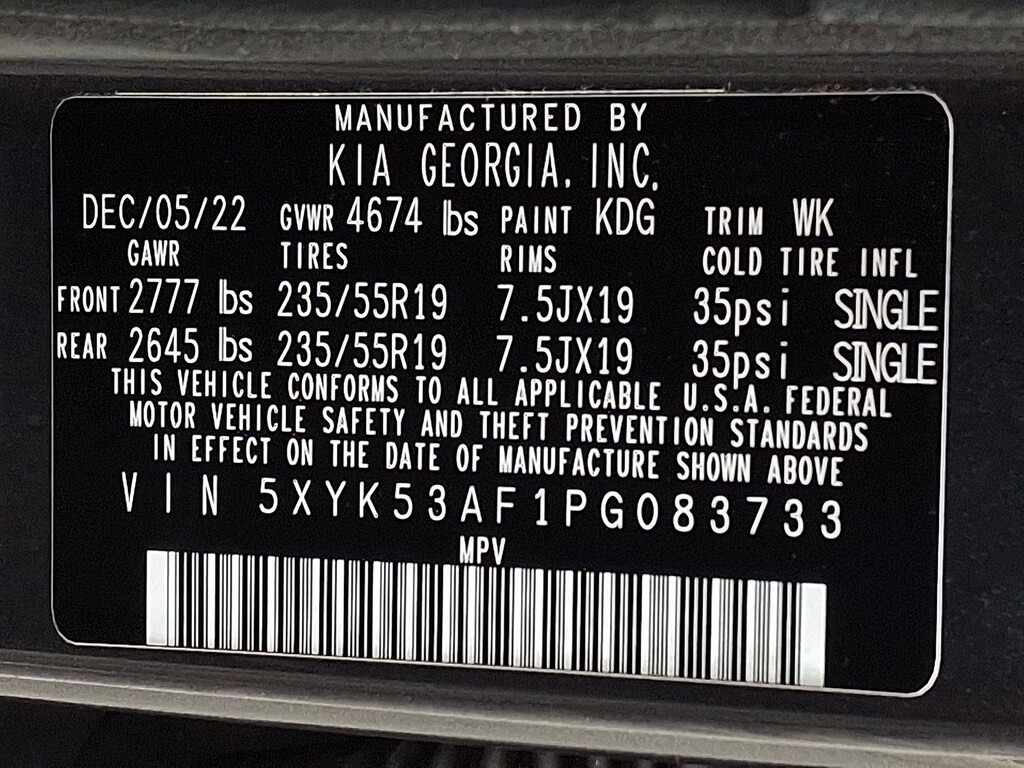 MANUFACTURED BY
KIA GEORGIA, INC.
DEC/05/22 GVWR 4674 lbs PAINT KDG TRIM WK
GAWR TIRES RIMS COLD TIRE INFL
FRONT 2777 lbs 235/55R19 7.5JX19 35psi SINGLE
REAR 2645 lbs 235/55R19 7.5JX19 35psi SINGLE
THIS VEHICLE CONFORMS TO ALL APPLICABLE U.S.A. FEDERAL
MOTOR VEHICLE SAFETY AND THEFT PREVENTION STANDARDS
IN EFFECT ON THE DATE OF MANUFACTURE SHOWN ABOVE
VIN 5XYK53AF1PG083733
MPV